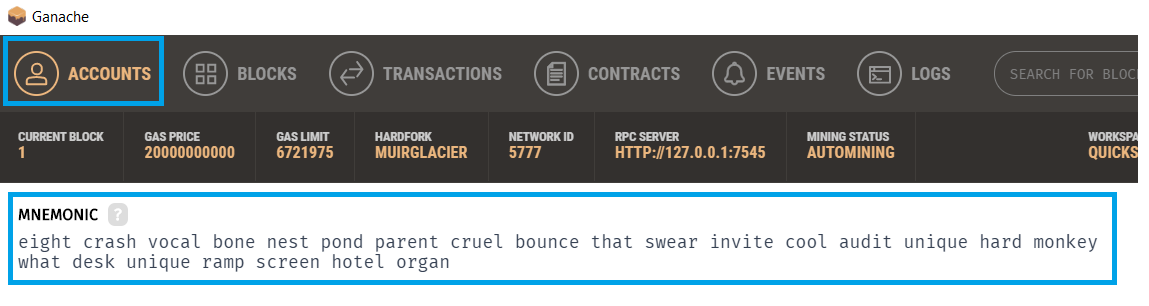 Ganache
ACCOUNTS BLOCKS TRANSACTIONS CONTRACTS EVENTS LOGS SEARCH FOR BLOC
CURRENT BLOCK GAS PRICE GAS LIMIT HARDFORK NETWORK ID RPC SERVER MINING STATUS WORKSPA
1 20000000000 6721975 MUIRGLACIER 5777 HTTP://127.0.0.1:7545 AUTOMINING QUICKS
MNEMONIC ?
eight crash vocal bone nest pond parent cruel bounce that swear invite cool audit unique hard monkey
what desk unique ramp screen hotel organ